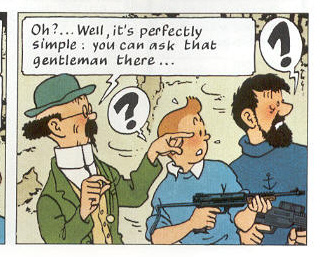 Oh?...Well, it's perfectly
simple : you can ask that
gentleman there ...
?
?